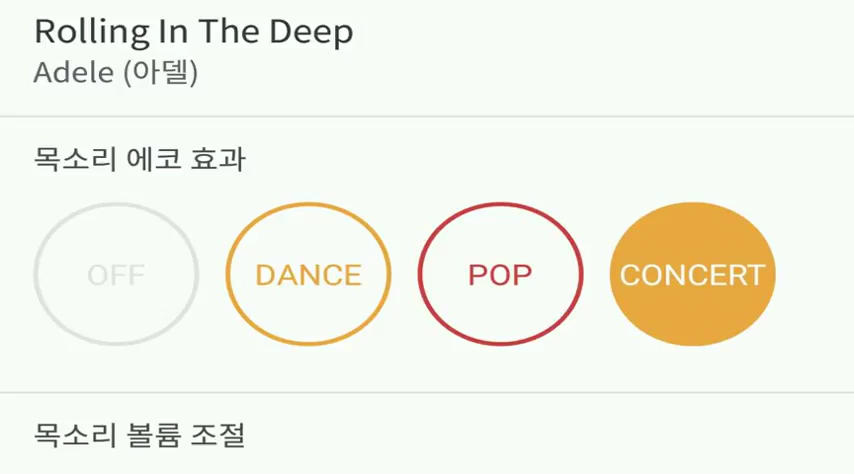 Rolling In The Deep
Adele (아델)
목소리 에코 효과
OFF DANCE POP CONCERT
목소리 볼륨 조절